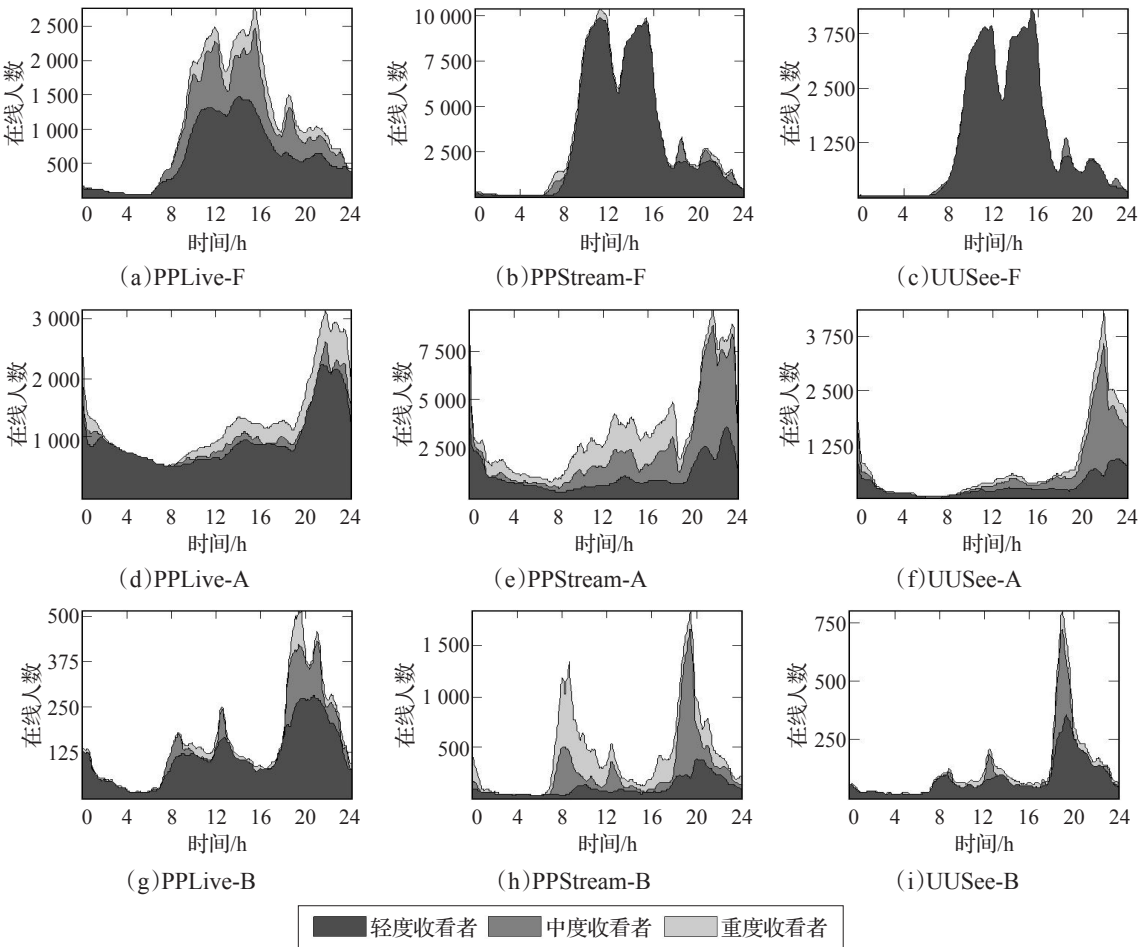 2 500
2 000
1 500
1 000
500
在线人数
0 4 8 12 16 20 24
时间/h
(a)PPLive-F
10 000
7 500
5 000
2 500
在线人数
0 4 8 12 16 20 24
时间/h
(b)PPStream-F
3 750
2 500
1 250
在线人数
0 4 8 12 16 20 24
时间/h
(c)UUSee-F
3 000
2 000
1 000
在线人数
0 4 8 12 16 20 24
时间/h
(d)PPLive-A
7 500
5 000
2 500
在线人数
0 4 8 12 16 20 24
时间/h
(e)PPStream-A
3 750
2 500
1 250
在线人数
0 4 8 12 16 20 24
时间/h
(f)UUSee-A
500
375
250
125
在线人数
0 4 8 12 16 20 24
时间/h
(g)PPLive-B
1 500
1 000
500
在线人数
0 4 8 12 16 20 24
时间/h
(h)PPStream-B
750
500
250
在线人数
0 4 8 12 16 20 24
时间/h
(i)UUSee-B
轻度收看者 中度收看者 重度收看者